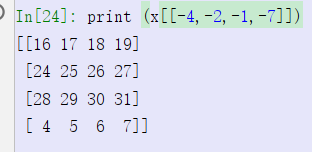 In[24]: print (x[[-4,-2,-1,-7]])
[[16 17 18 19]
 [24 25 26 27]
 [28 29 30 31]
 [ 4  5  6  7]]